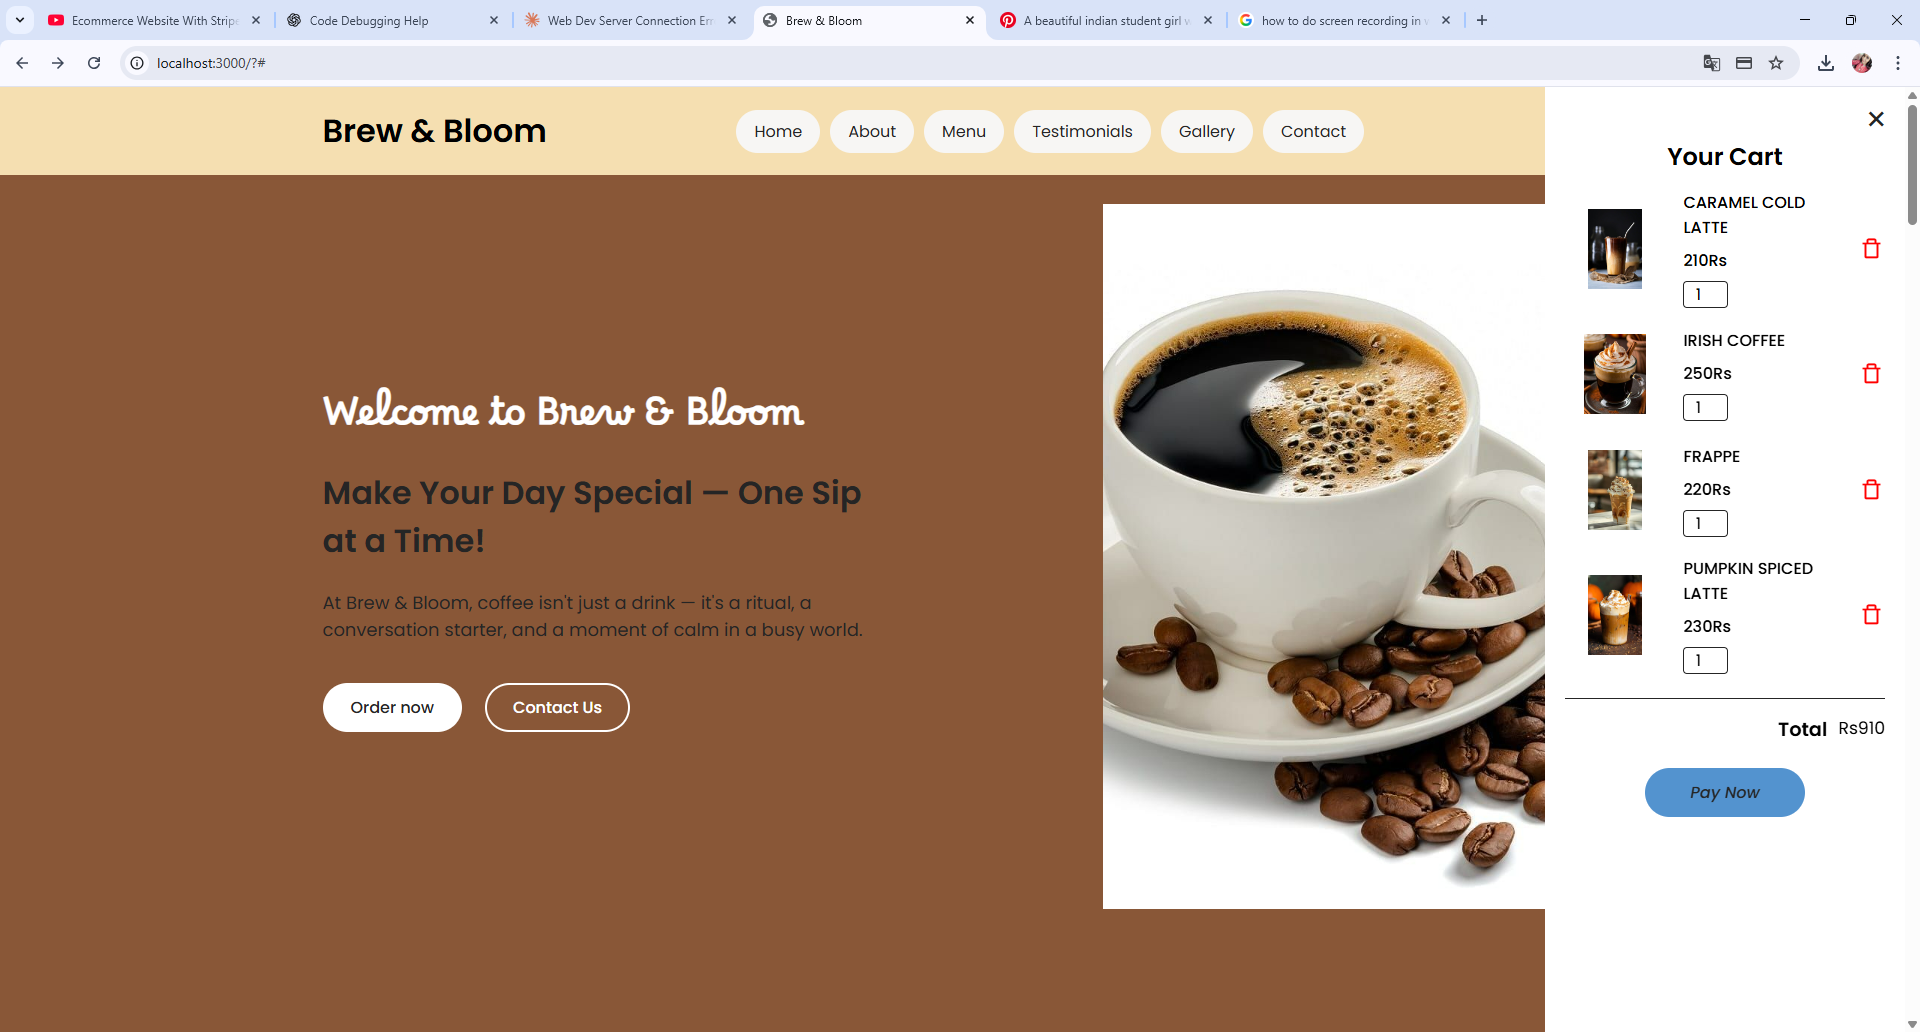 Ecommerce Website With Stripe
Code Debugging Help
Web Dev Server Connection Err
Brew & Bloom
A beautiful indian student girl w
how to do screen recording in w
localhost:3000/?#
Brew & Bloom
Home
About
Menu
Testimonials
Gallery
Contact
Welcome to Brew & Bloom
Make Your Day Special — One Sip
at a Time!
At Brew & Bloom, coffee isn't just a drink — it's a ritual, a
conversation starter, and a moment of calm in a busy world.
Order now
Contact Us
Your Cart
CARAMEL COLD
LATTE
210Rs
1
IRISH COFFEE
250Rs
1
FRAPPE
220Rs
1
PUMPKIN SPICED
LATTE
230Rs
1
Total Rs910
Pay Now